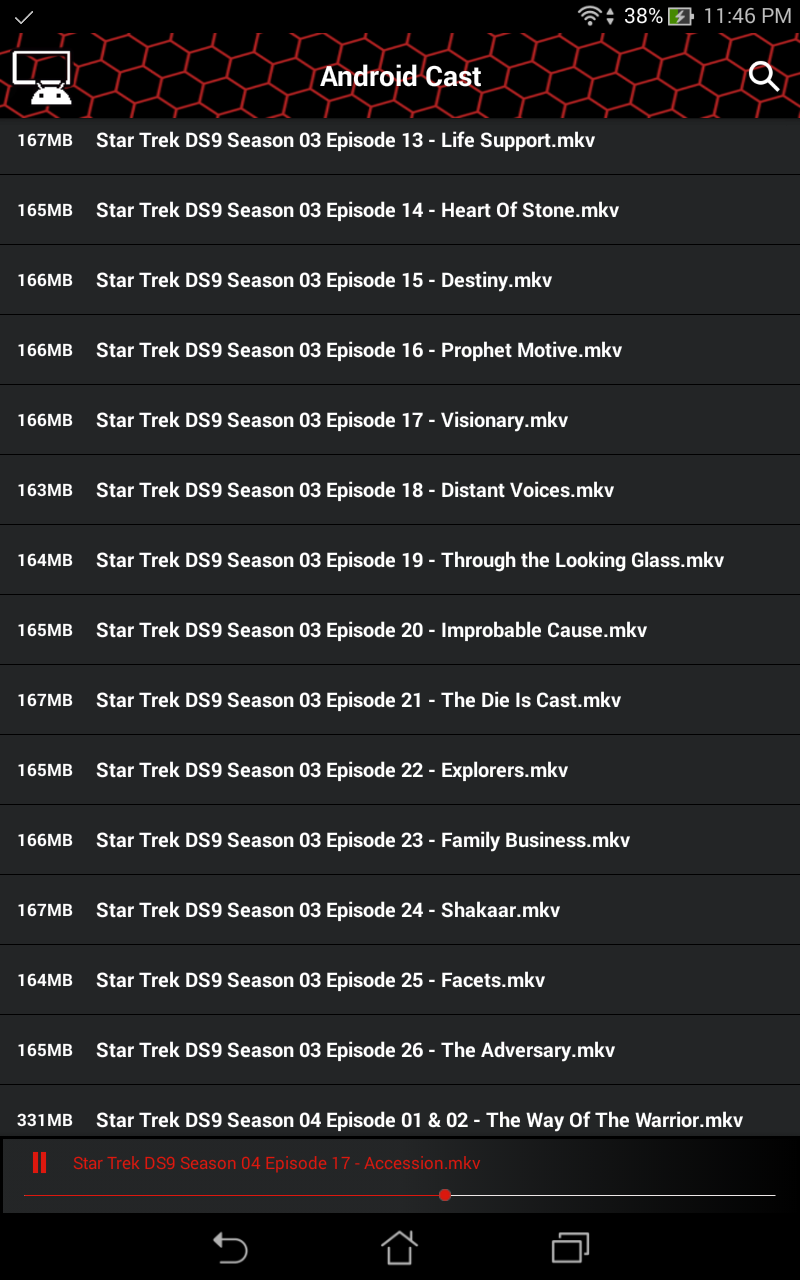 38% 11:46 PM
Android Cast
167MB Star Trek DS9 Season 03 Episode 13 - Life Support.mkv
165MB Star Trek DS9 Season 03 Episode 14 - Heart Of Stone.mkv
166MB Star Trek DS9 Season 03 Episode 15 - Destiny.mkv
166MB Star Trek DS9 Season 03 Episode 16 - Prophet Motive.mkv
166MB Star Trek DS9 Season 03 Episode 17 - Visionary.mkv
163MB Star Trek DS9 Season 03 Episode 18 - Distant Voices.mkv
164MB Star Trek DS9 Season 03 Episode 19 - Through the Looking Glass.mkv
165MB Star Trek DS9 Season 03 Episode 20 - Improbable Cause.mkv
167MB Star Trek DS9 Season 03 Episode 21 - The Die Is Cast.mkv
165MB Star Trek DS9 Season 03 Episode 22 - Explorers.mkv
166MB Star Trek DS9 Season 03 Episode 23 - Family Business.mkv
167MB Star Trek DS9 Season 03 Episode 24 - Shakaar.mkv
164MB Star Trek DS9 Season 03 Episode 25 - Facets.mkv
165MB Star Trek DS9 Season 03 Episode 26 - The Adversary.mkv
331MB Star Trek DS9 Season 04 Episode 01 & 02 - The Way Of The Warrior.mkv
Star Trek DS9 Season 04 Episode 17 - Accession.mkv